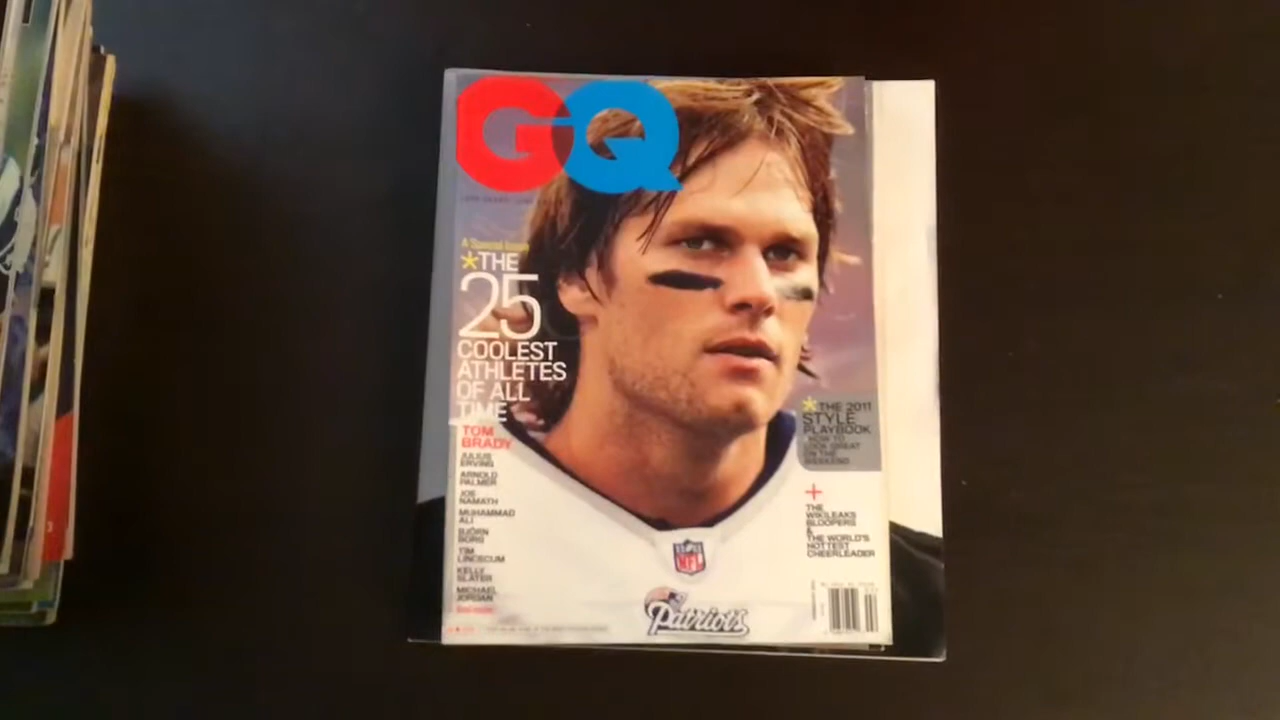 GQ
A Special Issue
*THE
25
COOLEST
ATHLETES
OF ALL
TIME
TOM
BRADY
JULIUS
ERVING
ARNOLD
PALMER
JOE
NAMATH
MUHAMMAD
ALI
BJÖRN
BORG
TIM
LINCECUM
KELLY
SLATER
MICHAEL
JORDAN
*THE 2011
STYLE
PLAYBOOK
HOW TO
LOOK GREAT
ON THE
WEEKEND
+
THE
WIKILEAKS
BLOOPERS
&
THE WORLD'S
HOTTEST
CHEERLEADER
NFL
Patriots